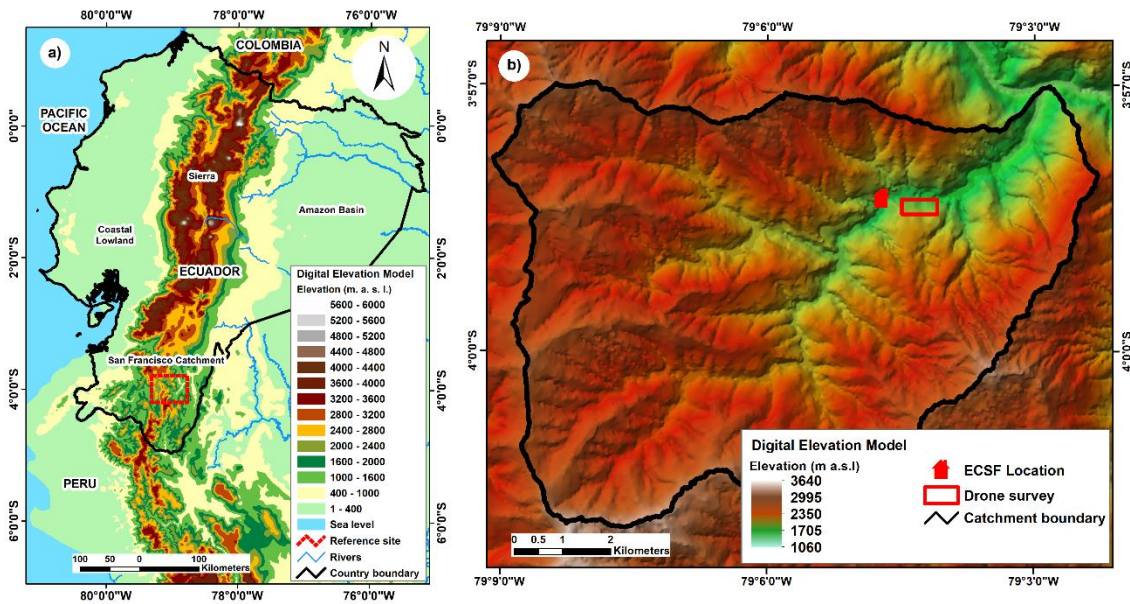 a)
80°0'0"W 78°0'0"W 76°0'0"W
COLOMBIA
N
PACIFIC
OCEAN
0°0'0"
0°0'0"
Sierra
Amazon Basin
Coastal
Lowland
2°0'0"S
2°0'0"S
ECUADOR
San Francisco Catchment
4°0'0"S
4°0'0"S
PERU
6°0'0"S
6°0'0"S
Digital Elevation Model
Elevation (m. a. s. l.)
5600 - 6000
5200 - 5600
4800 - 5200
4400 - 4800
4000 - 4400
3600 - 4000
3200 - 3600
2800 - 3200
2400 - 2800
2000 - 2400
1600 - 2000
1000 - 1600
400 - 1000
1 - 400
Sea level
Reference site
Rivers
Country boundary
100 50 0 100
Kilometers
80°0'0"W 78°0'0"W 76°0'0"W
b)
79°9'0"W 79°6'0"W 79°3'0"W
3°57'0"S
3°57'0"S
4°0'0"S
4°0'0"S
Digital Elevation Model
Elevation (m a.s.l)
3640
2995
2350
1705
1060
ECSF Location
Drone survey
Catchment boundary
0 0.5 1 2
Kilometers
79°9'0"W 79°6'0"W 79°3'0"W